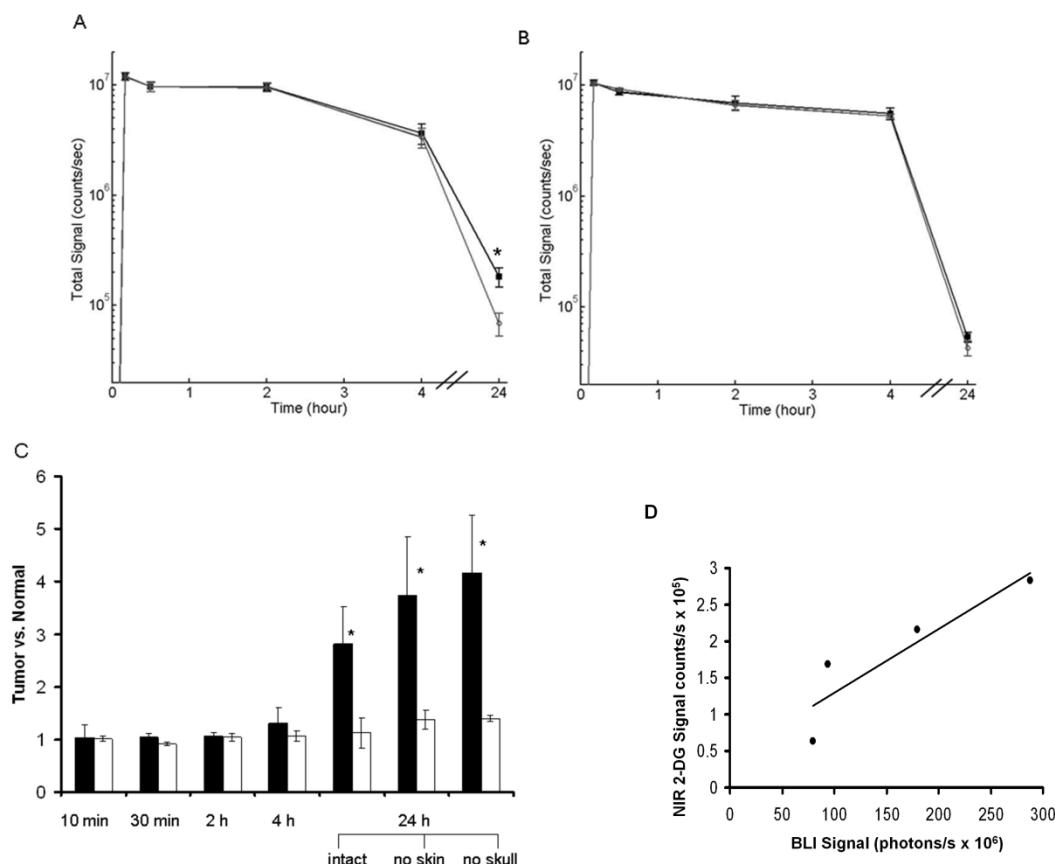 A
Total Signal (counts/sec)
10⁷
10⁶
10⁵
*
0 1 2 3 4 24
Time (hour)
B
Total Signal (counts/sec)
10⁷
10⁶
10⁵
0 1 2 3 4 24
Time (hour)
C
Tumor vs. Normal
6
5
4
3
2
1
0
* * *
10 min 30 min 2 h 4 h 24 h
intact no skin no skull
D
NIR 2-DG Signal counts/s x 10⁵)
3
2.5
2
1.5
1
0.5
0
0 50 100 150 200 250 300
BLI Signal (photons/s x 10⁶)